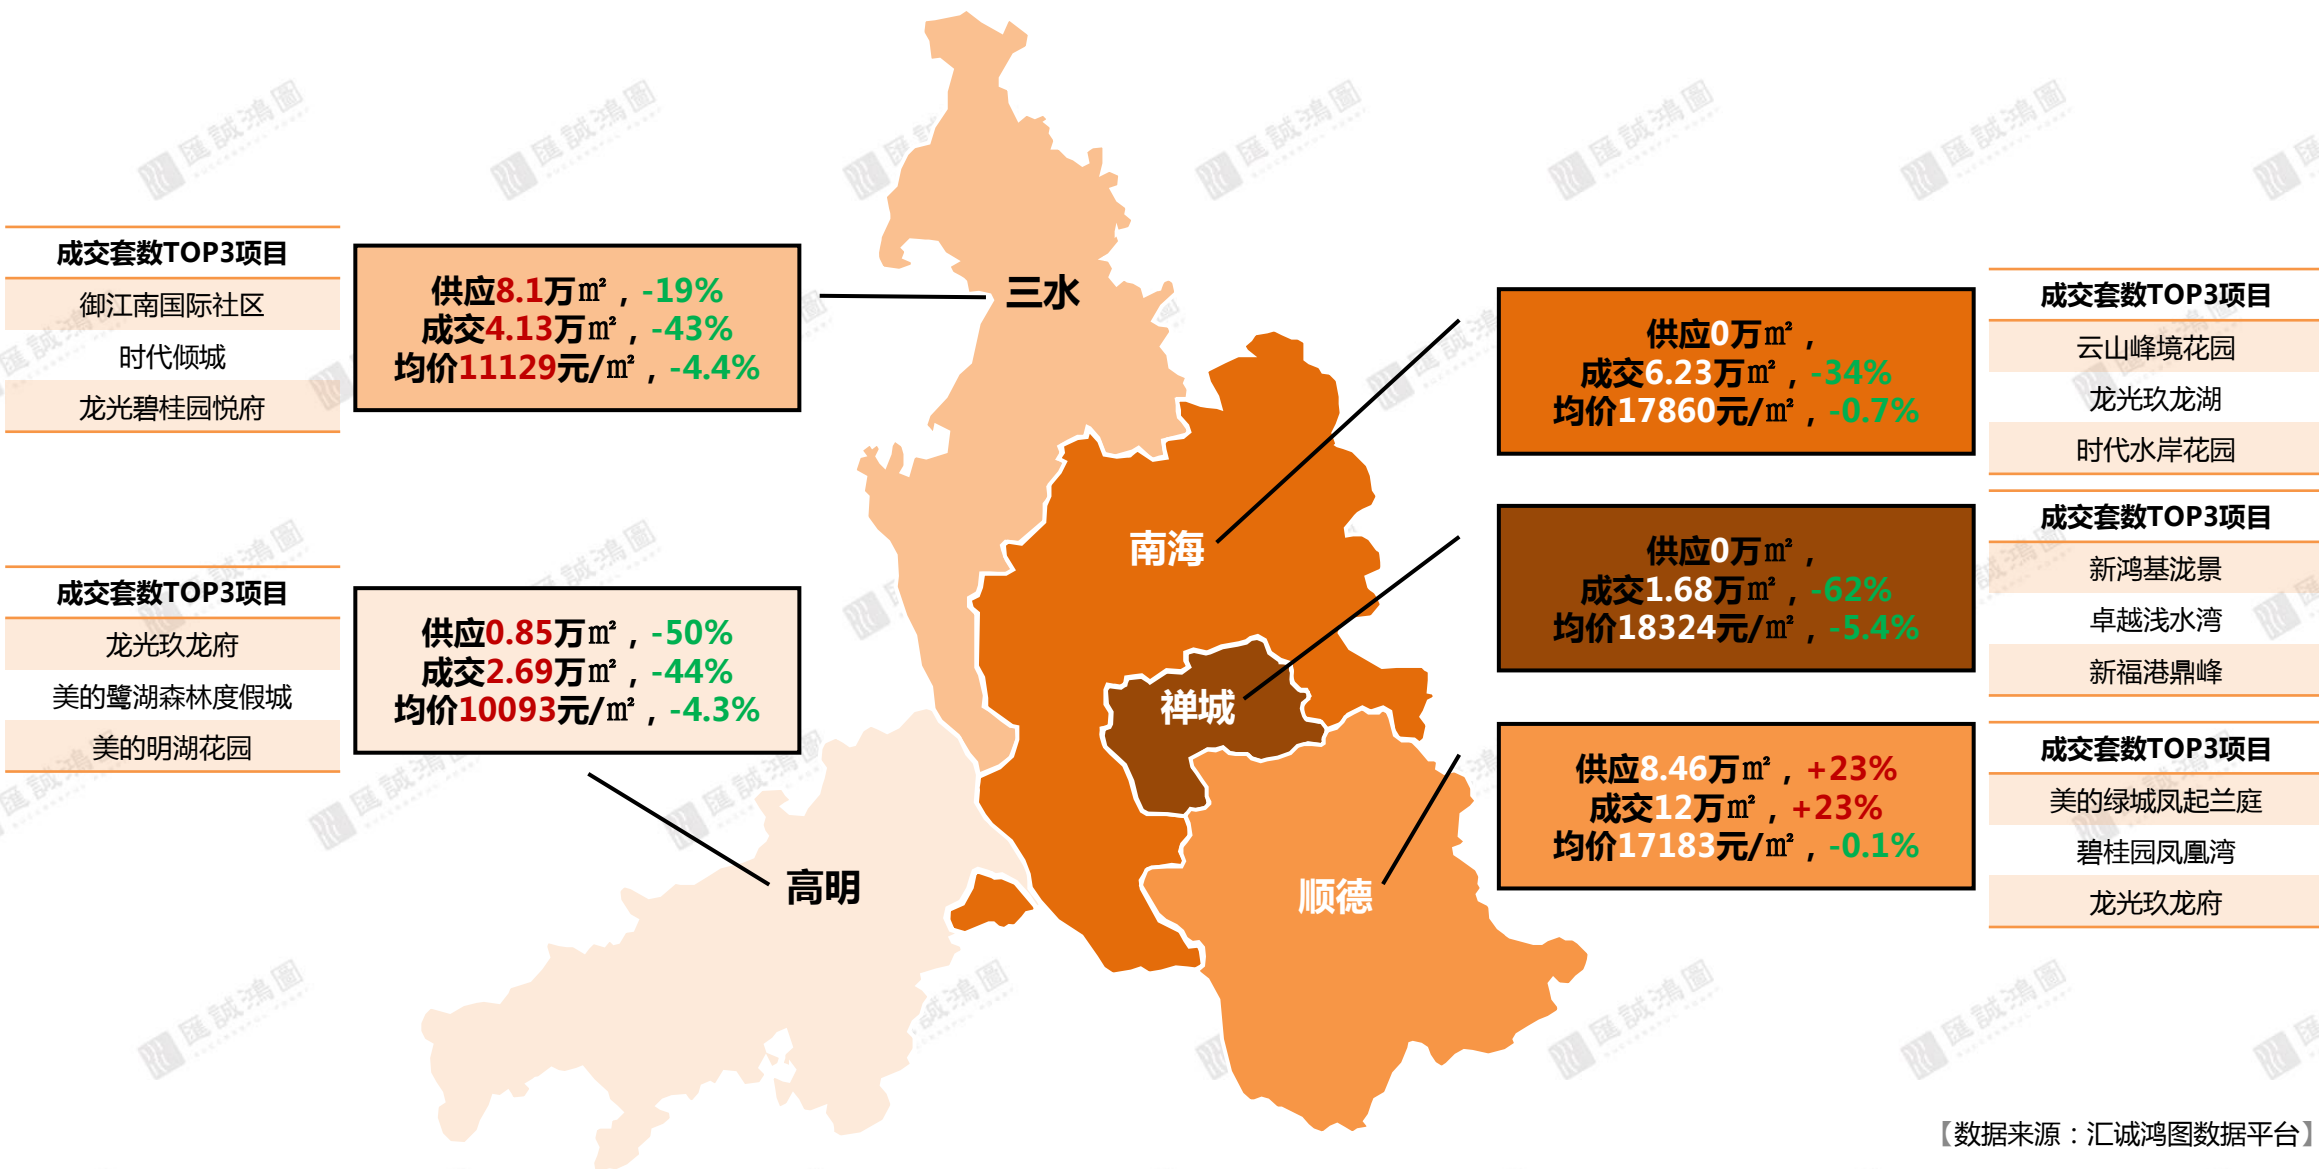 成交套数TOP3项目
御江南国际社区
时代倾城
龙光碧桂园悦府
供应8.1万㎡，-19%
成交4.13万㎡，-43%
均价11129元/㎡，-4.4%
三水
成交套数TOP3项目
龙光玖龙府
美的鹭湖森林度假城
美的明湖花园
供应0.85万㎡，-50%
成交2.69万㎡，-44%
均价10093元/㎡，-4.3%
高明
南海
供应0万㎡，
成交6.23万㎡，-34%
均价17860元/㎡，-0.7%
成交套数TOP3项目
云山峰境花园
龙光玖龙湖
时代水岸花园
禅城
供应0万㎡，
成交1.68万㎡，-62%
均价18324元/㎡，-5.4%
成交套数TOP3项目
新鸿基泷景
卓越浅水湾
新福港鼎峰
顺德
供应8.46万㎡，+23%
成交12万㎡，+23%
均价17183元/㎡，-0.1%
成交套数TOP3项目
美的绿城凤起兰庭
碧桂园凤凰湾
龙光玖龙府
【数据来源：汇诚鸿图数据平台】
匯誠鴻圖